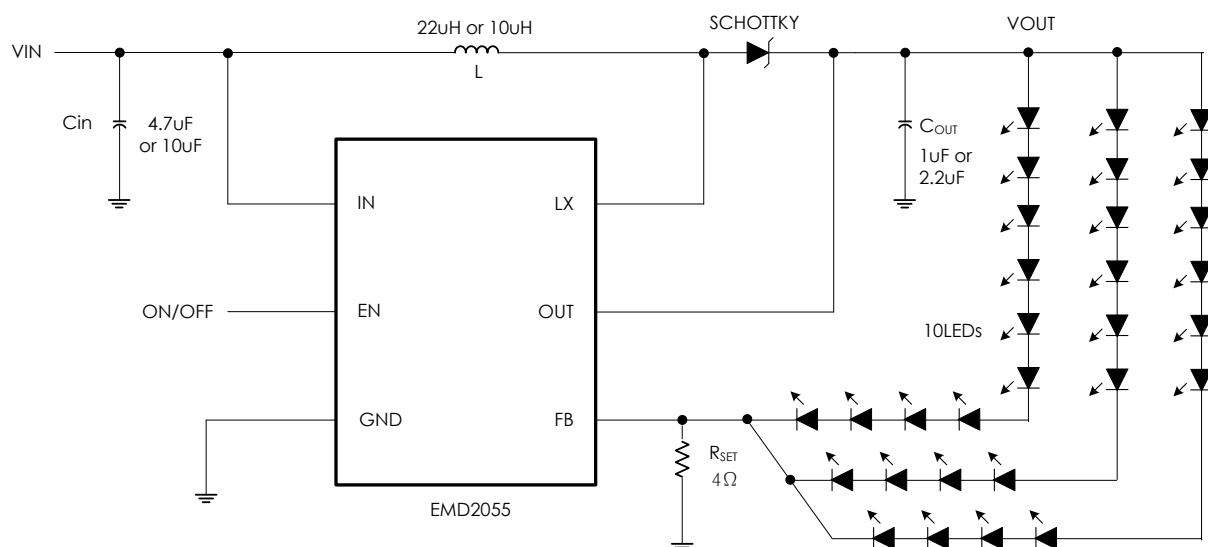 22uH or 10uH
SCHOTTKY
VOUT
VIN
L
Cin
4.7uF
or 10uF
COUT
1uF or
2.2uF
IN
LX
ON/OFF
EN
OUT
10LEDs
GND
FB
RSET
4Ω
EMD2055